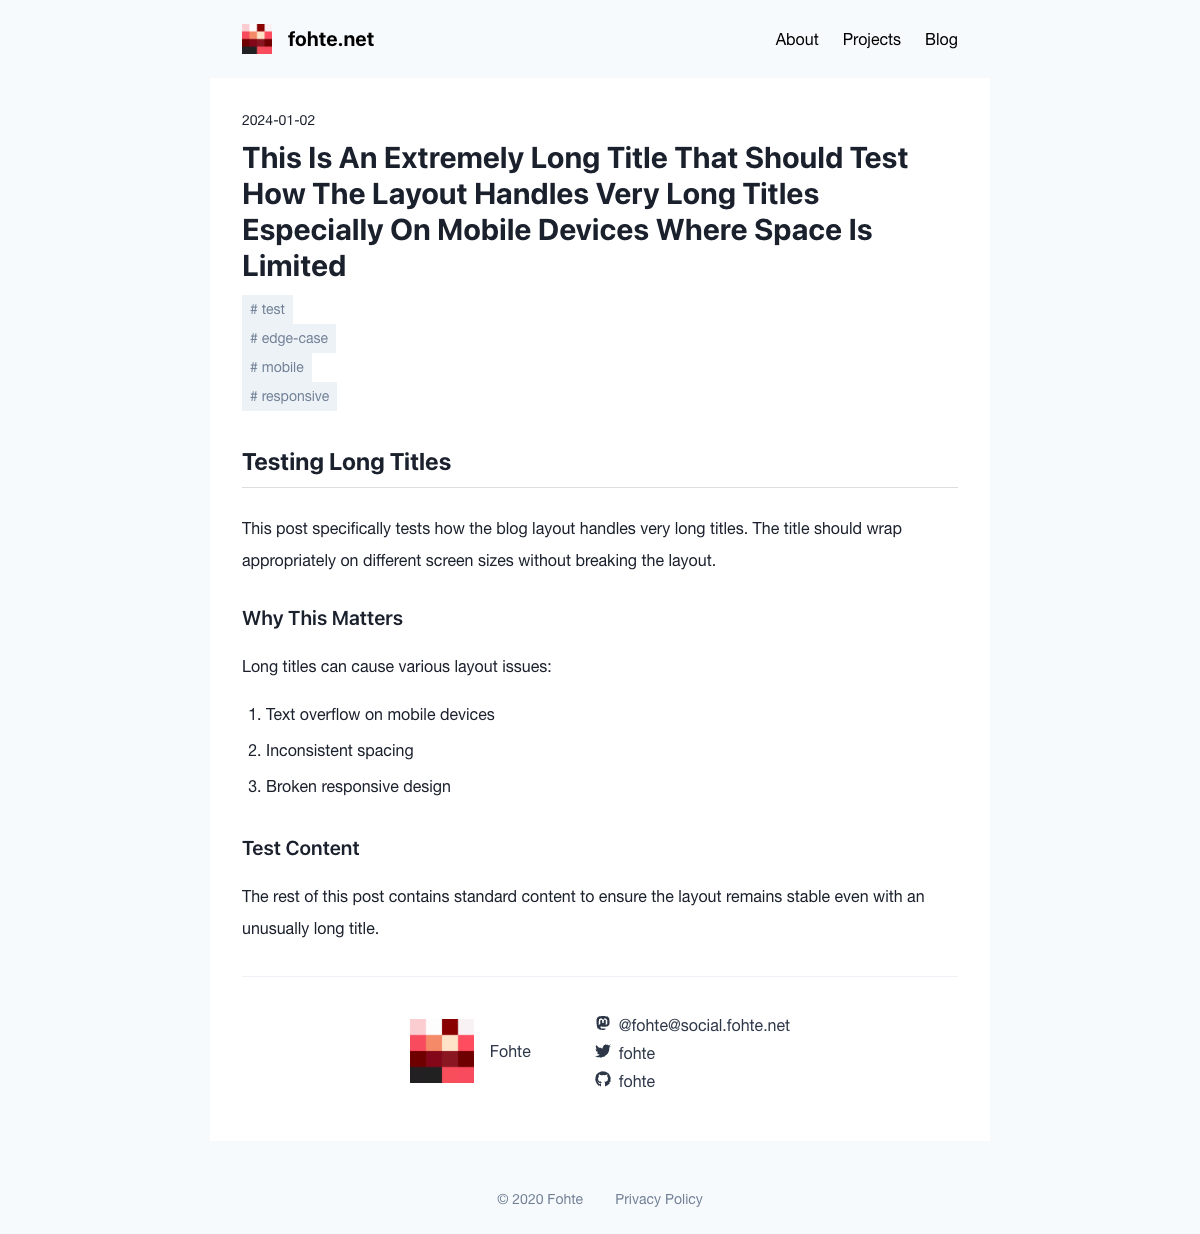 fohte.net
About Projects Blog
2024-01-02
This Is An Extremely Long Title That Should Test
How The Layout Handles Very Long Titles
Especially On Mobile Devices Where Space Is
Limited
# test
# edge-case
# mobile
# responsive
Testing Long Titles
This post specifically tests how the blog layout handles very long titles. The title should wrap
appropriately on different screen sizes without breaking the layout.
Why This Matters
Long titles can cause various layout issues:
1. Text overflow on mobile devices
2. Inconsistent spacing
3. Broken responsive design
Test Content
The rest of this post contains standard content to ensure the layout remains stable even with an
unusually long title.
Fohte
@fohte@social.fohte.net
fohte
fohte
© 2020 Fohte Privacy Policy